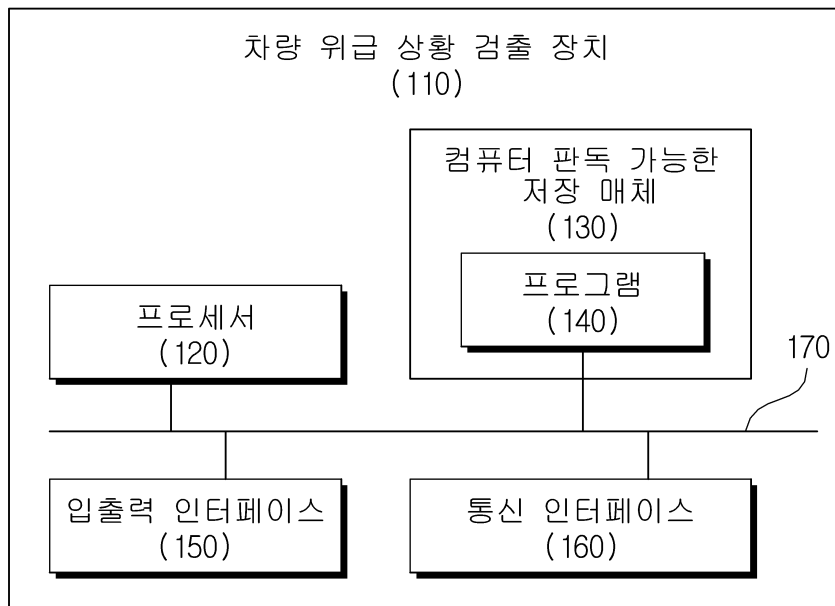 차량 위급 상황 검출 장치
(110)
컴퓨터 판독 가능한
저장 매체
(130)
프로그램
(140)
프로세서
(120)
170
입출력 인터페이스
(150)
통신 인터페이스
(160)